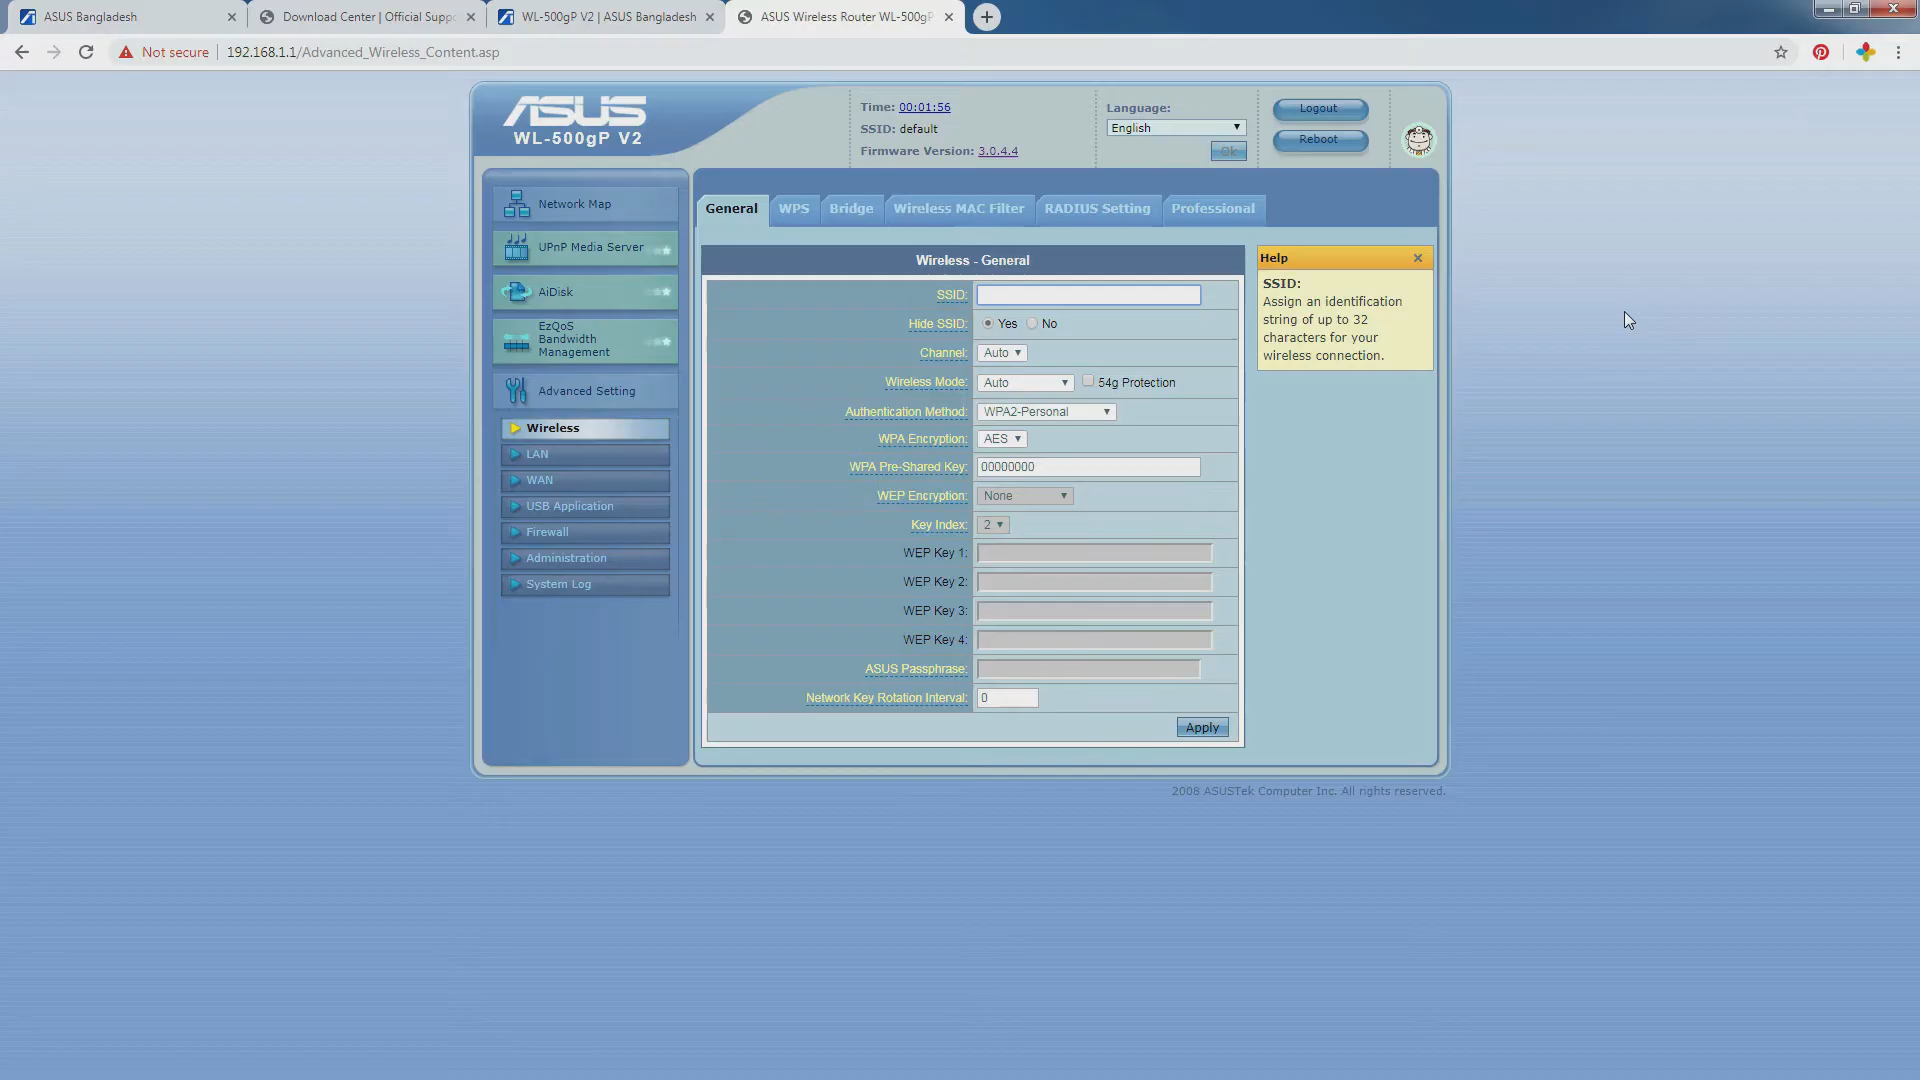 ASUS Bangladesh
Download Center | Official Suppo
WL-500gP V2 | ASUS Bangladesh
ASUS Wireless Router WL-500gP
Not secure
192.168.1.1/Advanced_Wireless_Content.asp
ASUS
WL-500gP V2
Time: 00:01:56
SSID: default
Firmware Version: 3.0.4.4
Language:
English
Ok
Logout
Reboot
Network Map
UPnP Media Server
AiDisk
EzQoS
Bandwidth
Management
Advanced Setting
Wireless
LAN
WAN
USB Application
Firewall
Administration
System Log
General
WPS
Bridge
Wireless MAC Filter
RADIUS Setting
Professional
Wireless - General
SSID:
Hide SSID: Yes No
Channel: Auto
Wireless Mode: Auto 54g Protection
Authentication Method: WPA2-Personal
WPA Encryption: AES
WPA Pre-Shared Key: 00000000
WEP Encryption: None
Key Index: 2
WEP Key 1:
WEP Key 2:
WEP Key 3:
WEP Key 4:
ASUS Passphrase:
Network Key Rotation Interval: 0
Apply
Help
SSID:
Assign an identification
string of up to 32
characters for your
wireless connection.
2008 ASUSTek Computer Inc. All rights reserved.